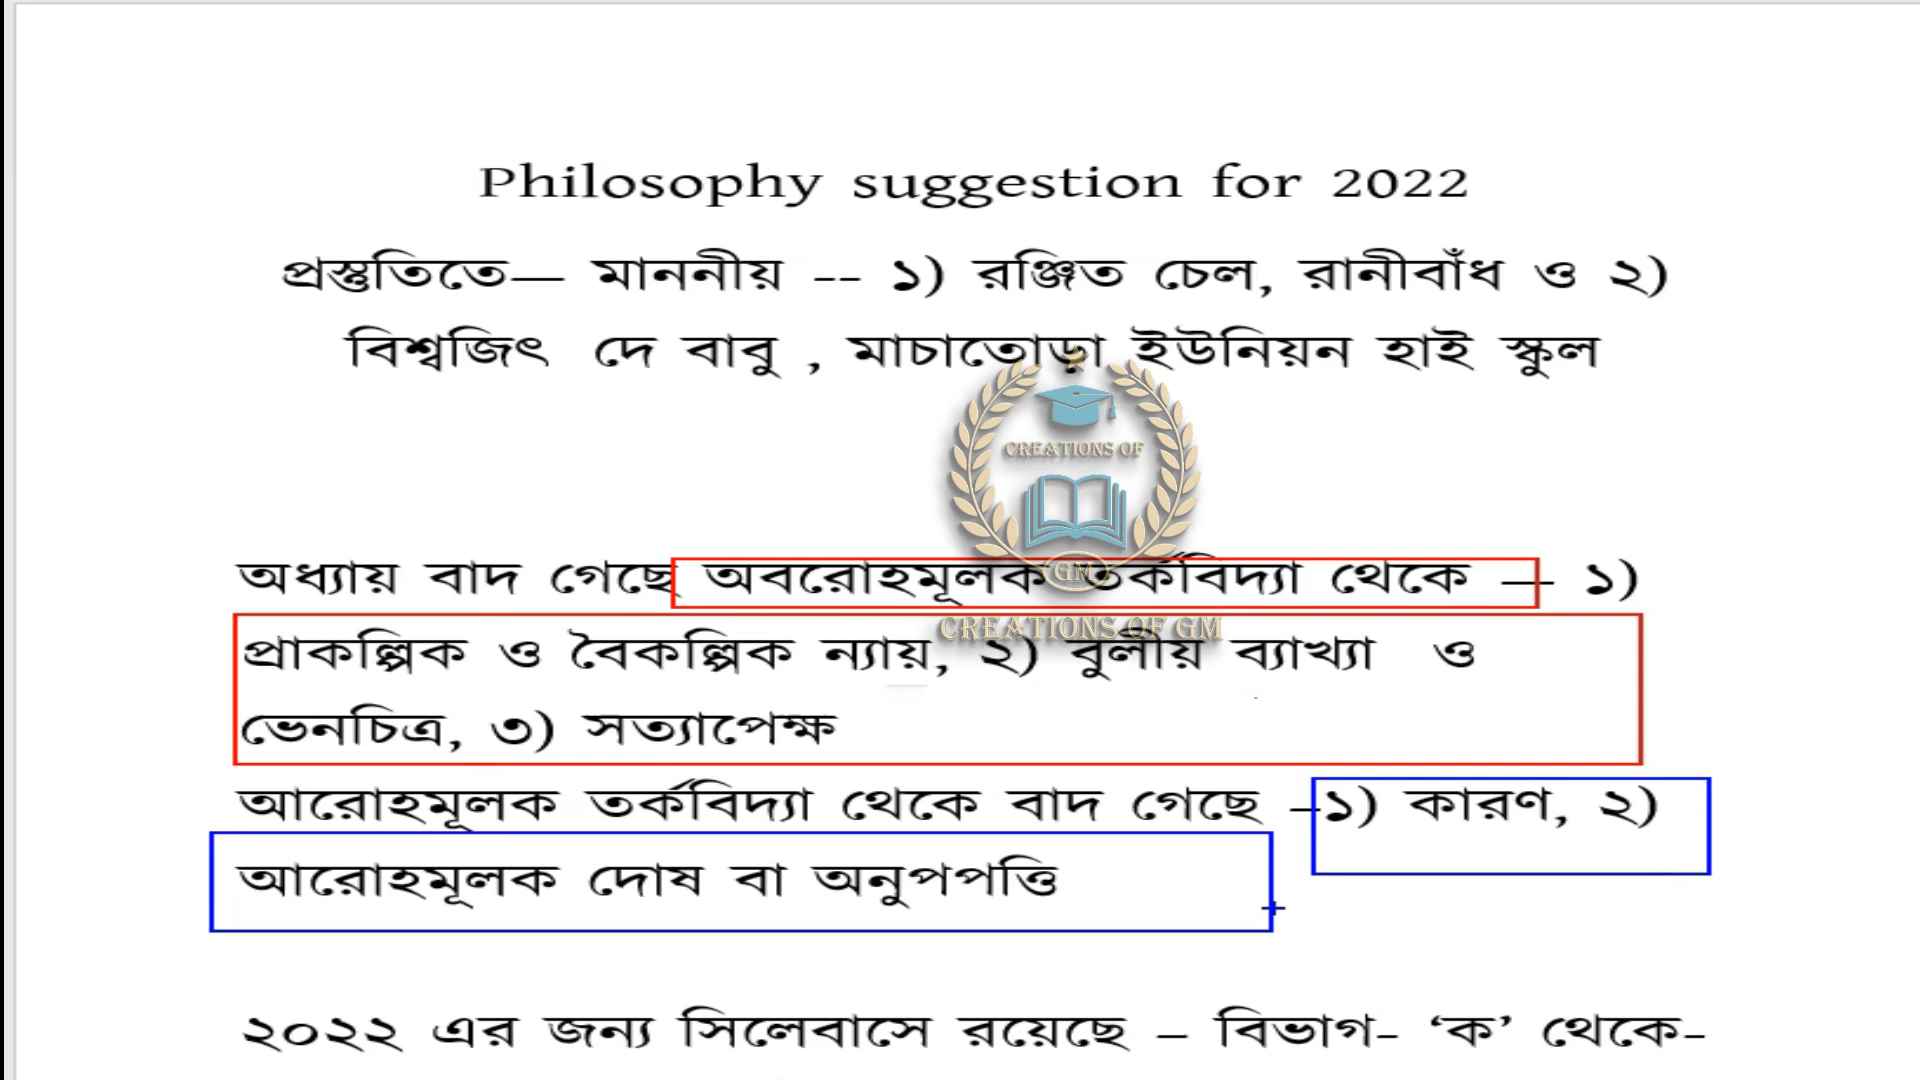 Philosophy suggestion for 2022
প্রস্তুতিতে— মাননীয় -- ১) রঞ্জিত চেল, রানীবাঁধ ও ২)
বিশ্বজিৎ দে বাবু , মাচাতোড়া ইউনিয়ন হাই স্কুল
CREATIONS OF
GM
অধ্যায় বাদ গেছে অবরোহমূলক তর্কবিদ্যা থেকে — ১)
CREATIONS OF GM
প্রাকল্পিক ও বৈকল্পিক ন্যায়, ২) বুলীয় ব্যাখ্যা ও
ভেনচিত্র, ৩) সত্যাপেক্ষ
আরোহমূলক তর্কবিদ্যা থেকে বাদ গেছে –১) কারণ, ২)
আরোহমূলক দোষ বা অনুপপত্তি
২০২২ এর জন্য সিলেবাসে রয়েছে – বিভাগ- ‘ক’ থেকে-